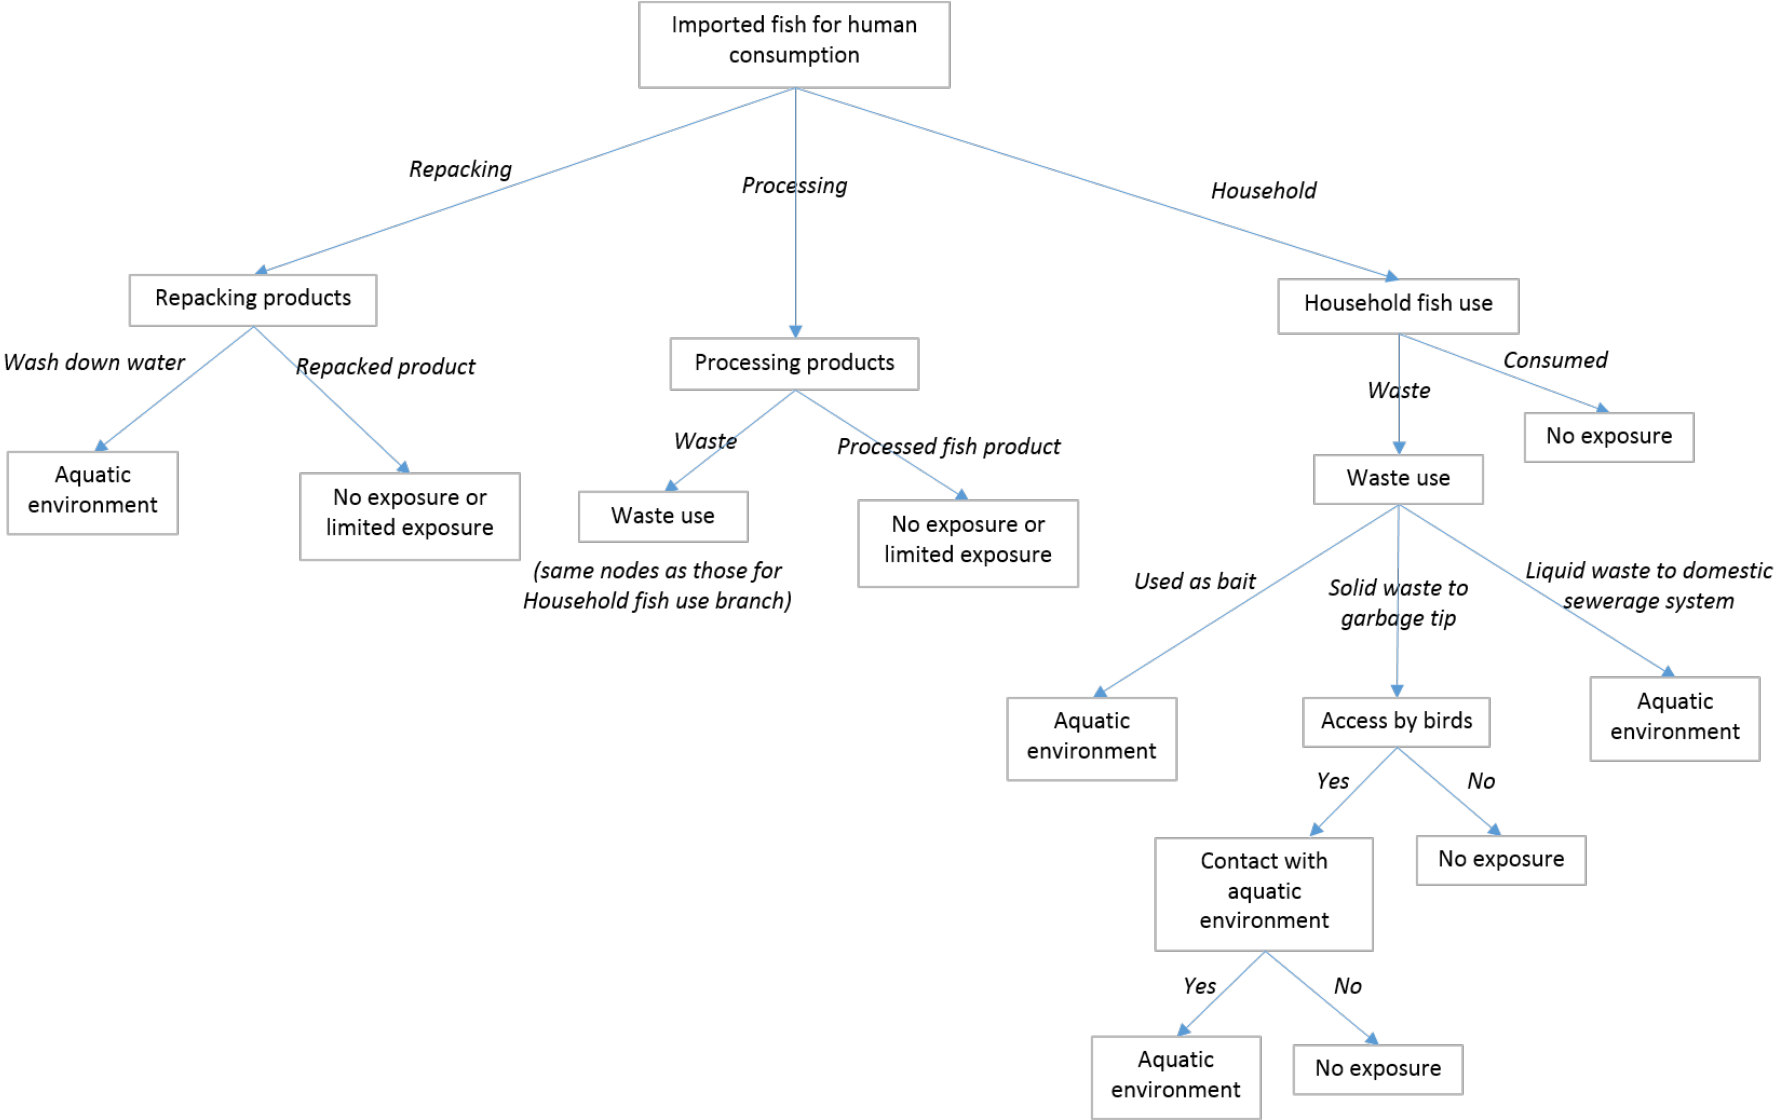 Imported fish for human
consumption
Repacking
Processing
Household
Repacking products
Household fish use
Wash down water
Repacked product
Processing products
Consumed
Waste
No exposure
Aquatic
environment
No exposure or
limited exposure
Waste
Processed fish product
Waste use
Waste use
No exposure or
limited exposure
(same nodes as those for
Household fish use branch)
Used as bait
Solid waste to
garbage tip
Liquid waste to domestic
sewerage system
Aquatic
environment
Access by birds
Aquatic
environment
Yes
No
Contact with
aquatic
environment
No exposure
Yes
No
Aquatic
environment
No exposure